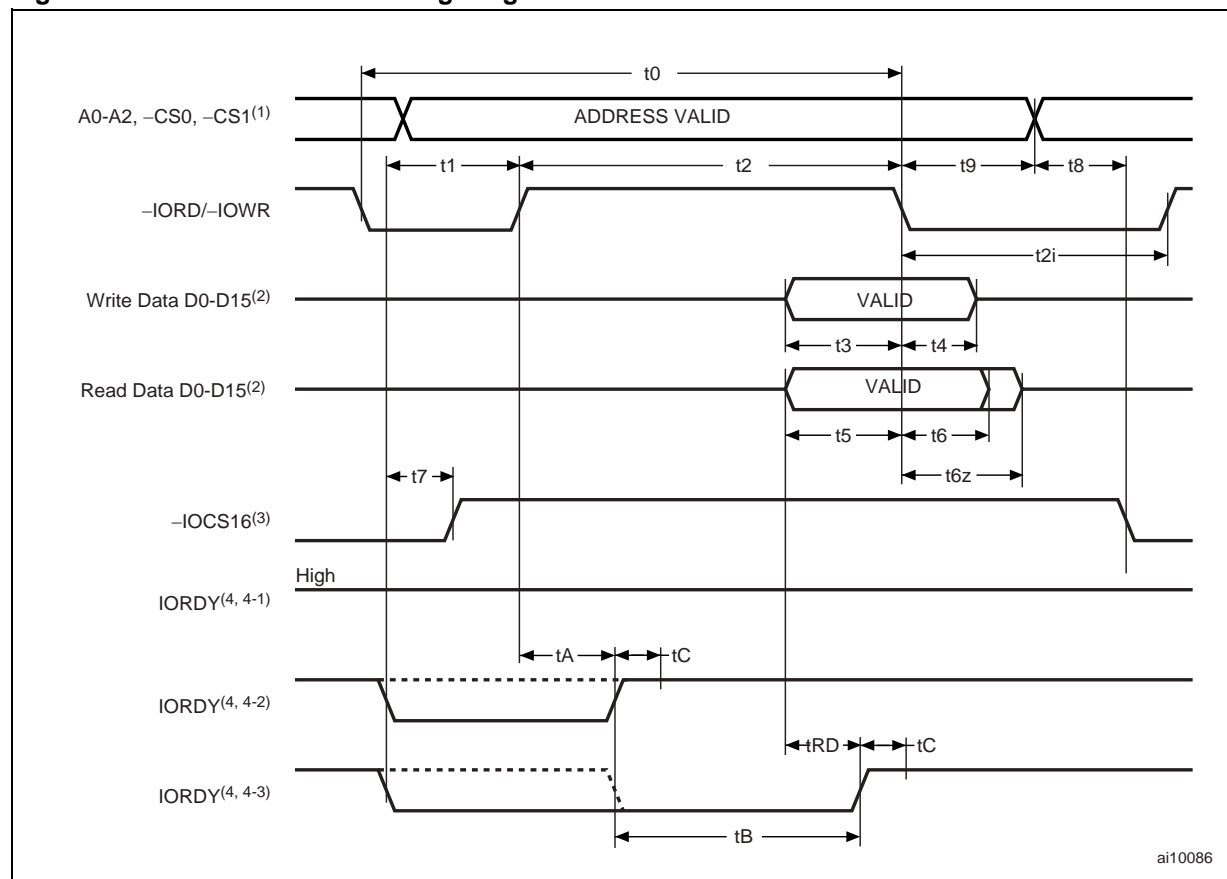 t0
A0-A2, –CS0, –CS1(1)
ADDRESS VALID
t1
t2
t9
t8
–IORD/–IOWR
t2i
Write Data D0-D15(2)
VALID
t3
t4
Read Data D0-D15(2)
VALID
t5
t6
t7
t6z
–IOCS16(3)
High
IORDY(4, 4-1)
tA
tC
IORDY(4, 4-2)
tRD
tC
IORDY(4, 4-3)
tB
ai10086